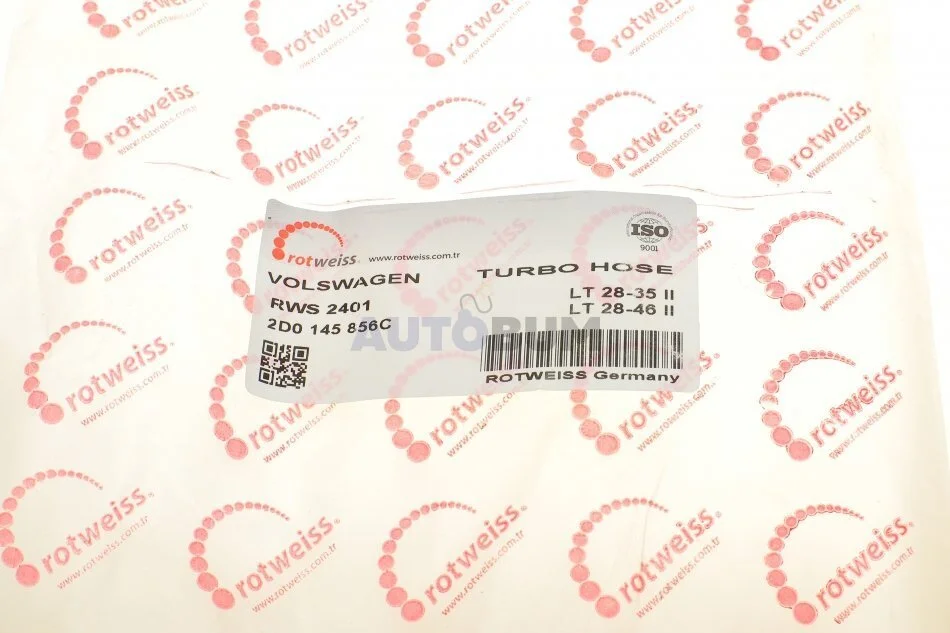 rotweiss® www.rotweiss.com.tr
ISO
9001
VOLSWAGEN
TURBO HOSE
RWS 2401
LT 28-35 II
2D0 145 856C
LT 28-46 II
AUTOBUM
ROTWEISS Germany
rotweiss®
www.rotweiss.com.tr